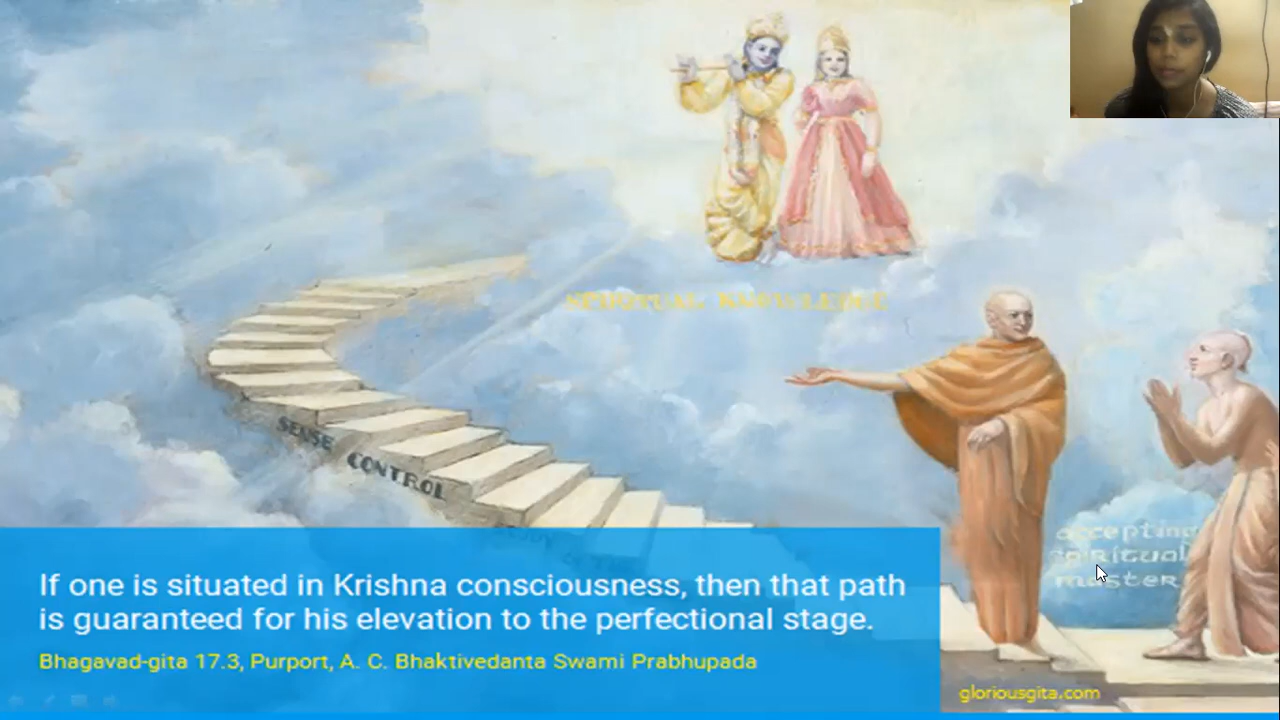 SPIRITUAL KNOWLEDGE
SENSE CONTROL
accepting
spiritual
master
If one is situated in Krishna consciousness, then that path
is guaranteed for his elevation to the perfectional stage.
Bhagavad-gita 17.3, Purport, A. C. Bhaktivedanta Swami Prabhupada
gloriousgita.com